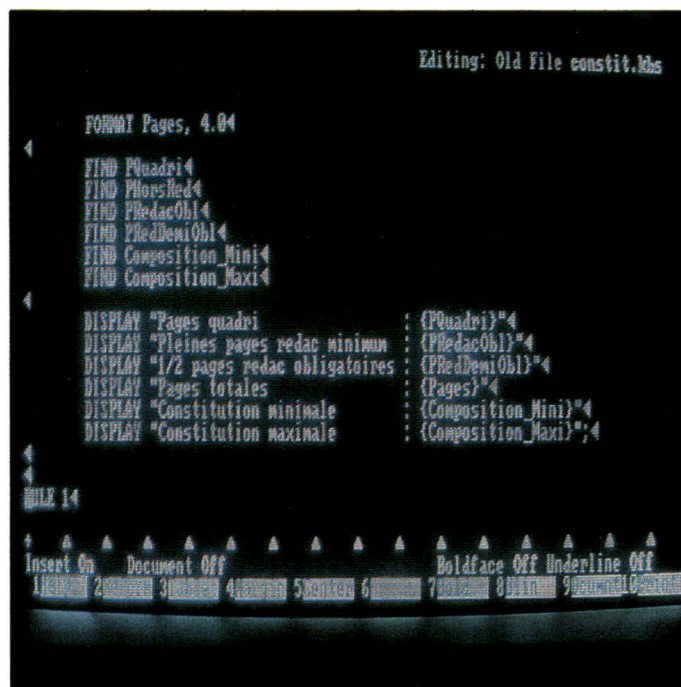 Editing: Old File constit.kbs
FORMAT Pages, 4.0
FIND PQuadri
FIND PHorsRed
FIND PRedacObl
FIND PRedDemiObl
FIND Composition_Mini
FIND Composition_Maxi
DISPLAY "Pages quadri : {PQuadri}"
DISPLAY "Pleines pages redac minimum : {PRedacObl}"
DISPLAY "1/2 pages redac obligatoires : {PRedDemiObl}"
DISPLAY "Pages totales : {Pages}"
DISPLAY "Constitution minimale : {Composition_Mini}"
DISPLAY "Constitution maximale : {Composition_Maxi}";
RULE 1
Insert On Document Off Boldface Off Underline Off
1 2 3 4 5Center 6 7 8 9 10